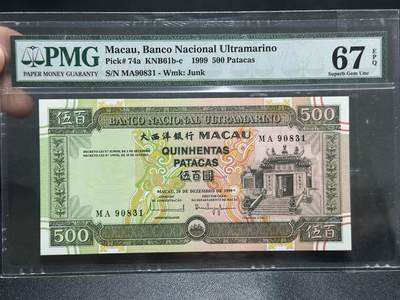 PMG
PAPER MONEY GUARANTY
Macau, Banco Nacional Ultramarino
Pick# 74a KNB61b-c 1999 500 Patacas
S/N MA90831 - Wmk: Junk
67 EPQ
Superb Gem Unc
伍百
BANCO NACIONAL ULTRAMARINO
500
大西洋銀行 MACAU
QUINHENTAS
PATACAS
伍百圓
MA 90831
MACAU, 20 DE DEZEMBRO DE 1999
MA 90831
500
伍百